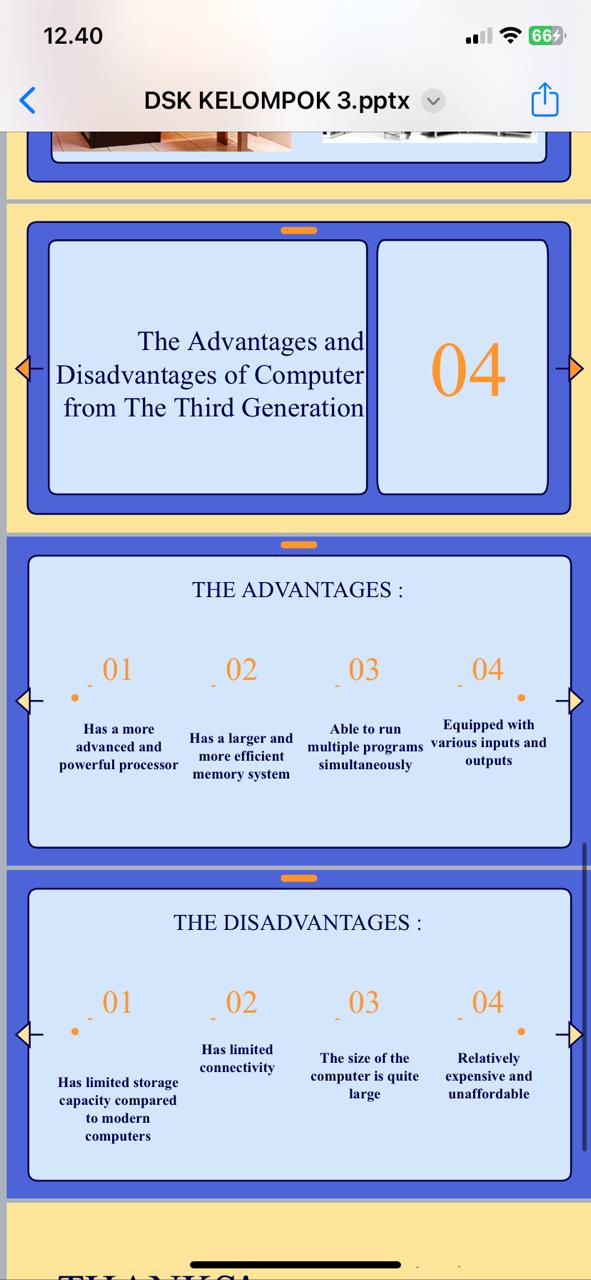 12.40
66
DSK KELOMPOK 3.pptx
The Advantages and
Disadvantages of Computer
from The Third Generation
04
THE ADVANTAGES :
01
02
03
04
Has a more
advanced and
powerful processor
Has a larger and
more efficient
memory system
Able to run
multiple programs
simultaneously
Equipped with
various inputs and
outputs
THE DISADVANTAGES :
01
02
03
04
Has limited storage
capacity compared
to modern
computers
Has limited
connectivity
The size of the
computer is quite
large
Relatively
expensive and
unaffordable
THANKS!